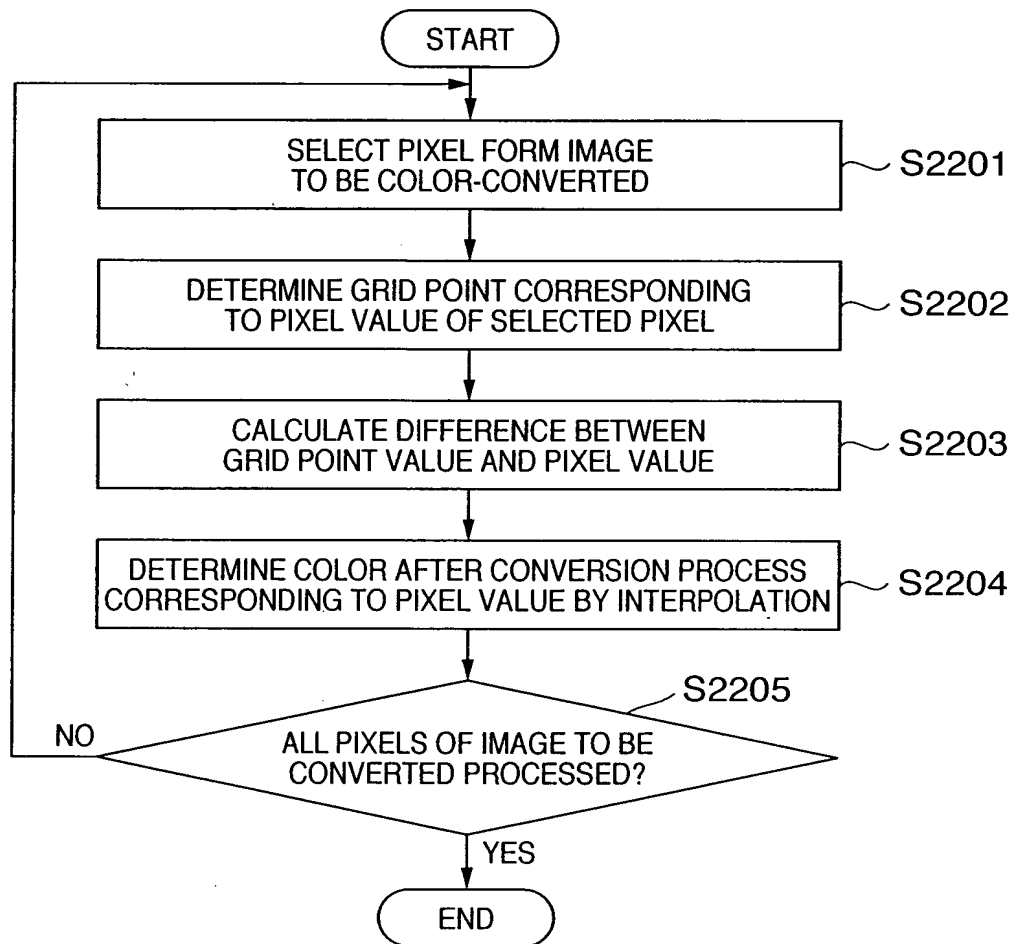 START
SELECT PIXEL FORM IMAGE
TO BE COLOR-CONVERTED
S2201
DETERMINE GRID POINT CORRESPONDING
TO PIXEL VALUE OF SELECTED PIXEL
S2202
CALCULATE DIFFERENCE BETWEEN
GRID POINT VALUE AND PIXEL VALUE
S2203
DETERMINE COLOR AFTER CONVERSION PROCESS
CORRESPONDING TO PIXEL VALUE BY INTERPOLATION
S2204
S2205
NO
ALL PIXELS OF IMAGE TO BE
CONVERTED PROCESSED?
YES
END